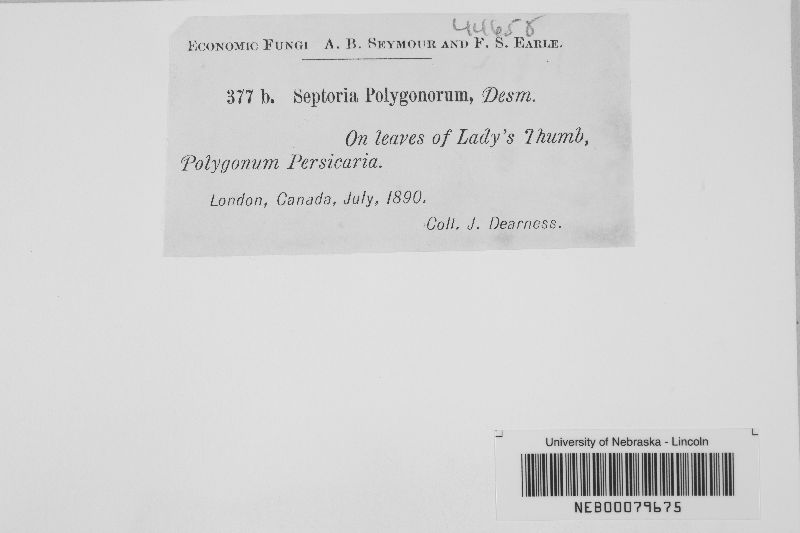 44658
Economic Fungi A. B. Seymour and F. S. Earle.
377 b. Septoria Polygonorum, Desm.
On leaves of Lady's Thumb,
Polygonum Persicaria.
London, Canada, July, 1890.
Coll. J. Dearness.
University of Nebraska - Lincoln
NEB00079675